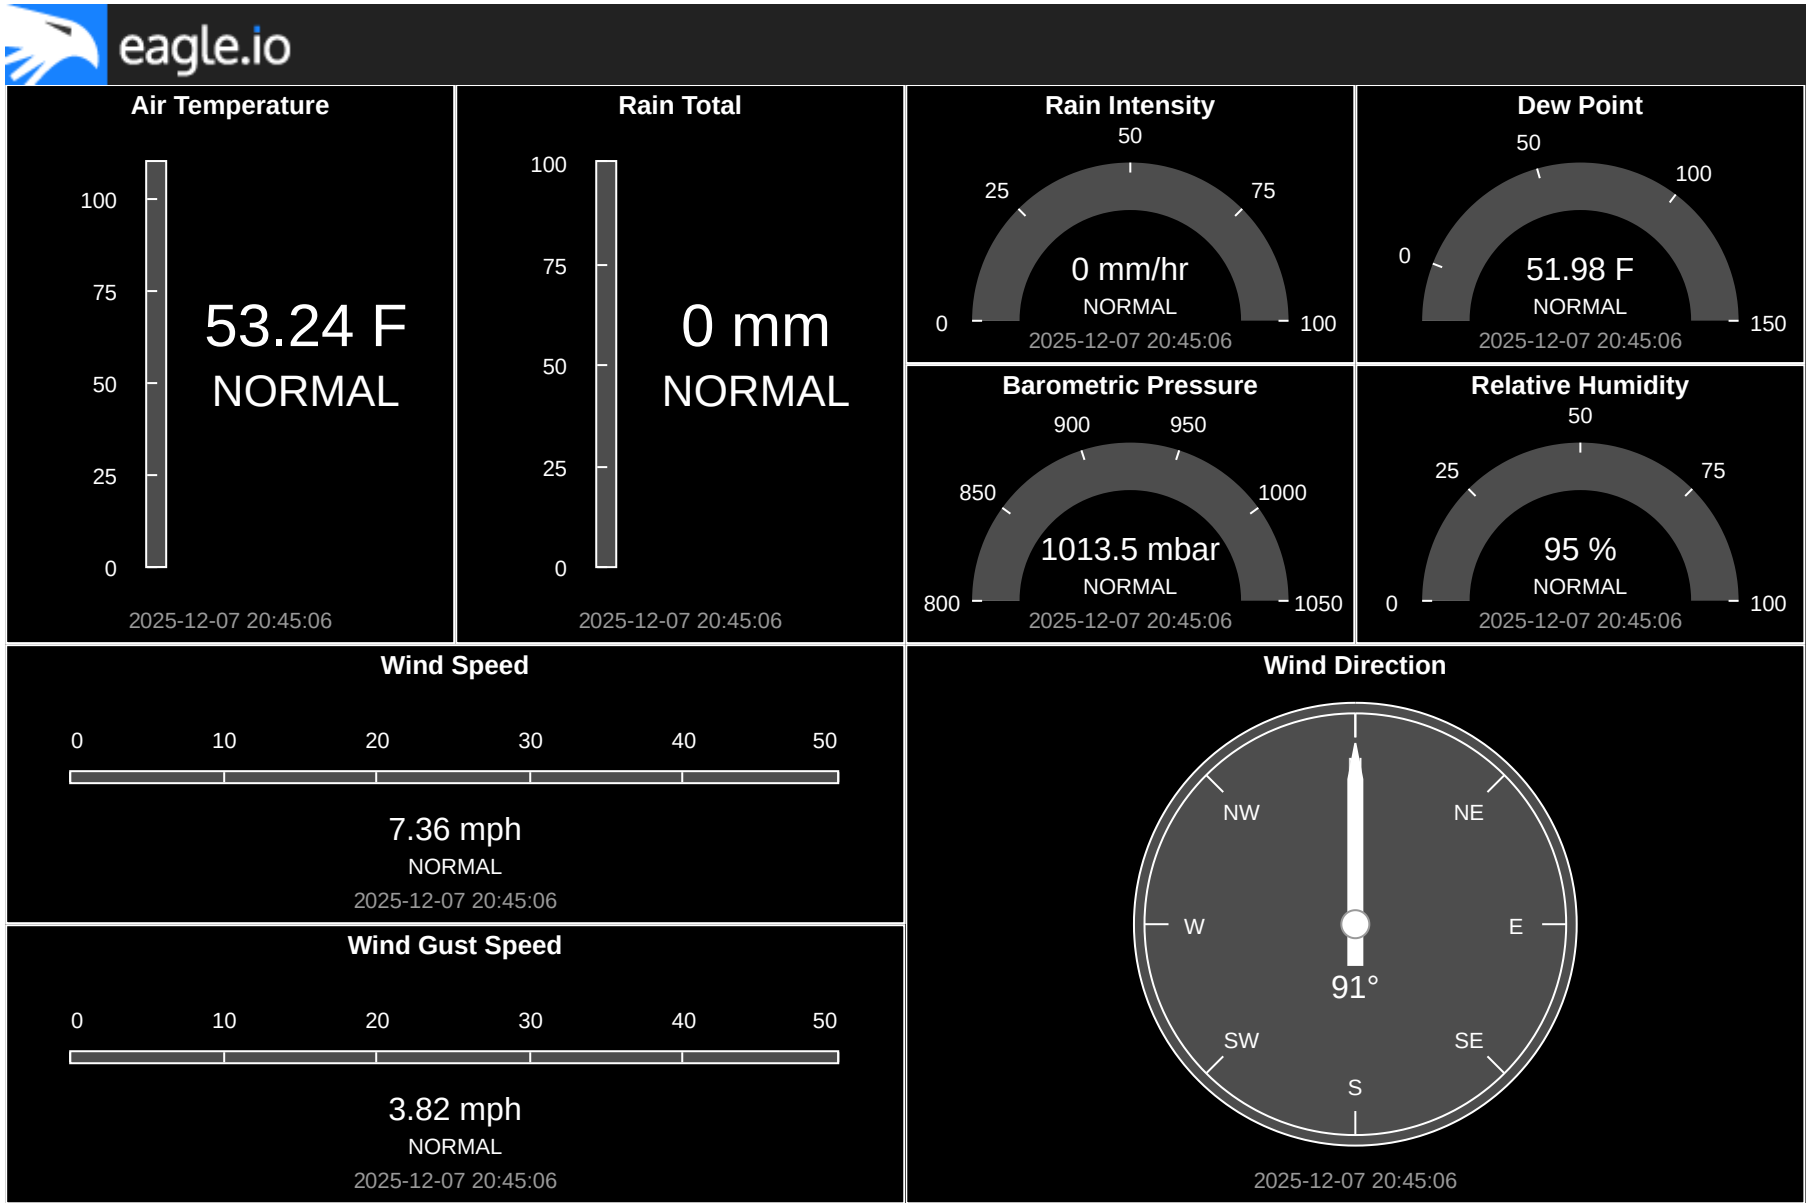 eagle.io
Air Temperature
100
75
50
25
0
53.24 F
NORMAL
2025-12-07 20:45:06
Rain Total
100
75
50
25
0
0 mm
NORMAL
2025-12-07 20:45:06
Rain Intensity
0
25
50
75
100
0 mm/hr
NORMAL
2025-12-07 20:45:06
Dew Point
0
50
100
150
51.98 F
NORMAL
2025-12-07 20:45:06
Barometric Pressure
800
850
900
950
1000
1050
1013.5 mbar
NORMAL
2025-12-07 20:45:06
Relative Humidity
0
25
50
75
100
95 %
NORMAL
2025-12-07 20:45:06
Wind Speed
0 10 20 30 40 50
7.36 mph
NORMAL
2025-12-07 20:45:06
Wind Gust Speed
0 10 20 30 40 50
3.82 mph
NORMAL
2025-12-07 20:45:06
Wind Direction
NW NE
W E
91°
SW SE
S
2025-12-07 20:45:06